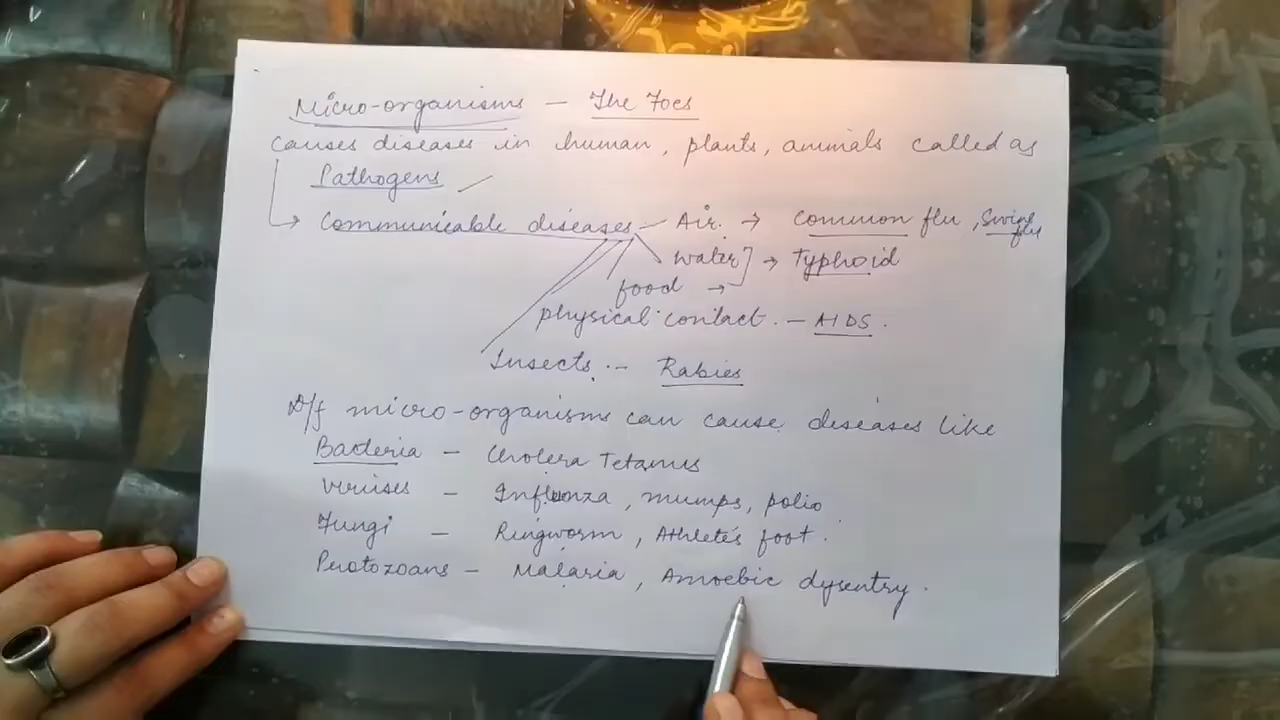 Micro-organisms – The Foes
causes diseases in human, plants, animals called as
Pathogens
→ Communicable diseases – Air. → Common flu, Swine flu
water] → Typhoid
food →
physical contact. – AIDS.
Insects. – Rabies
D/f micro-organisms can cause diseases like
Bacteria – Cholera Tetanus
Viruises – Influenza, mumps, polio
Fungi – Ringworm, Athlete's foot.
Protozoans – Malaria, Amoebic dysentry.